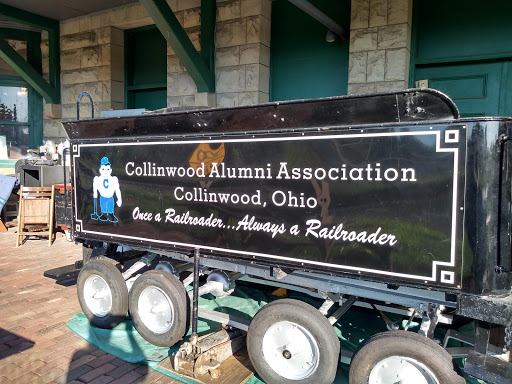 Collinwood Alumni Association
Collinwood, Ohio
Once a Railroader...Always a Railroader
C